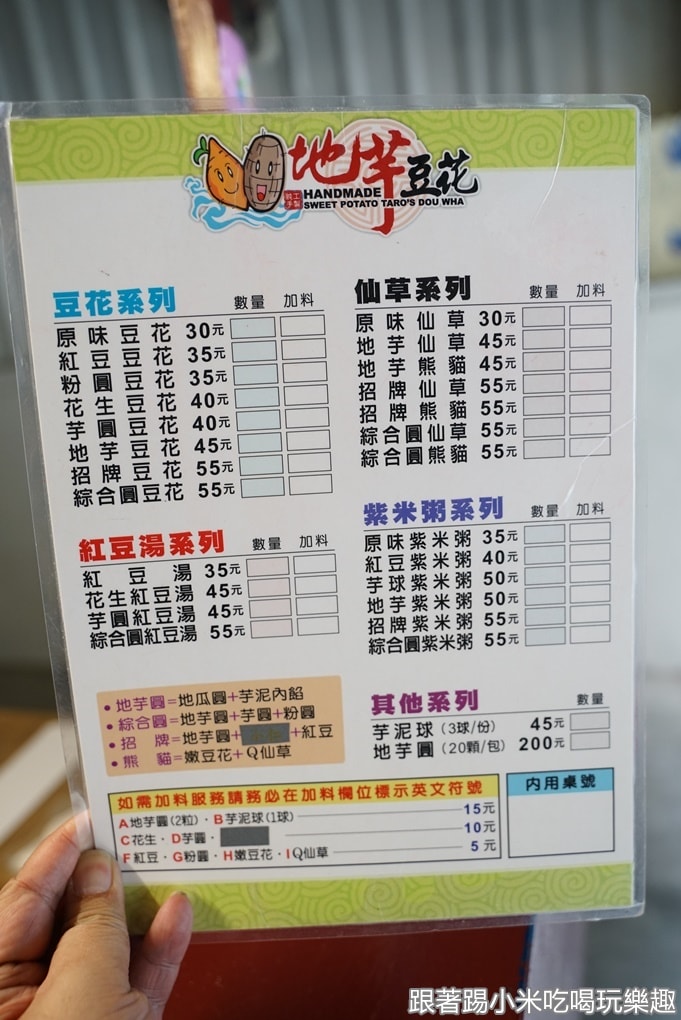 地芋豆花
HANDMADE
SWEET POTATO TARO'S DOU WHA
豆花系列 數量 加料
原味豆花 30元
紅豆豆花 35元
粉圓豆花 35元
花生豆花 40元
芋圓豆花 40元
地芋豆花 45元
招牌豆花 55元
綜合圓豆花 55元
仙草系列 數量 加料
原味仙草 30元
地芋仙草 45元
地芋熊貓 45元
招牌仙草 55元
招牌熊貓 55元
綜合圓仙草 55元
綜合圓熊貓 55元
紅豆湯系列 數量 加料
紅豆湯 35元
花生紅豆湯 45元
芋圓紅豆湯 45元
綜合圓紅豆湯 55元
紫米粥系列 數量 加料
原味紫米粥 35元
紅豆紫米粥 40元
芋球紫米粥 50元
地芋紫米粥 50元
招牌紫米粥 55元
綜合圓紫米粥 55元
•地芋圓=地瓜圓+芋泥內餡
•綜合圓=地芋圓+芋圓+粉圓
•招牌=地芋圓+ +紅豆
•熊貓=嫩豆花+Q仙草
其他系列 數量
芋泥球(3球/份) 45元
地芋圓(20顆/包) 200元
如需加料服務請務必在加料欄位標示英文符號
A地芋圓(2粒)·B芋泥球(1球) 15元
C花生·D芋圓· 10元
F紅豆·G粉圓·H嫩豆花·IQ仙草 5元
内用桌號
跟著踢小米吃喝玩樂趣